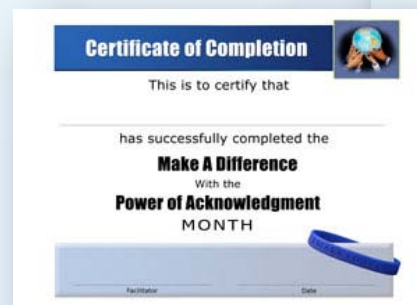 Certificate of Completion
This is to certify that
has successfully completed the
Make A Difference
With the
Power of Acknowledgment
MONTH
Facilitator Date